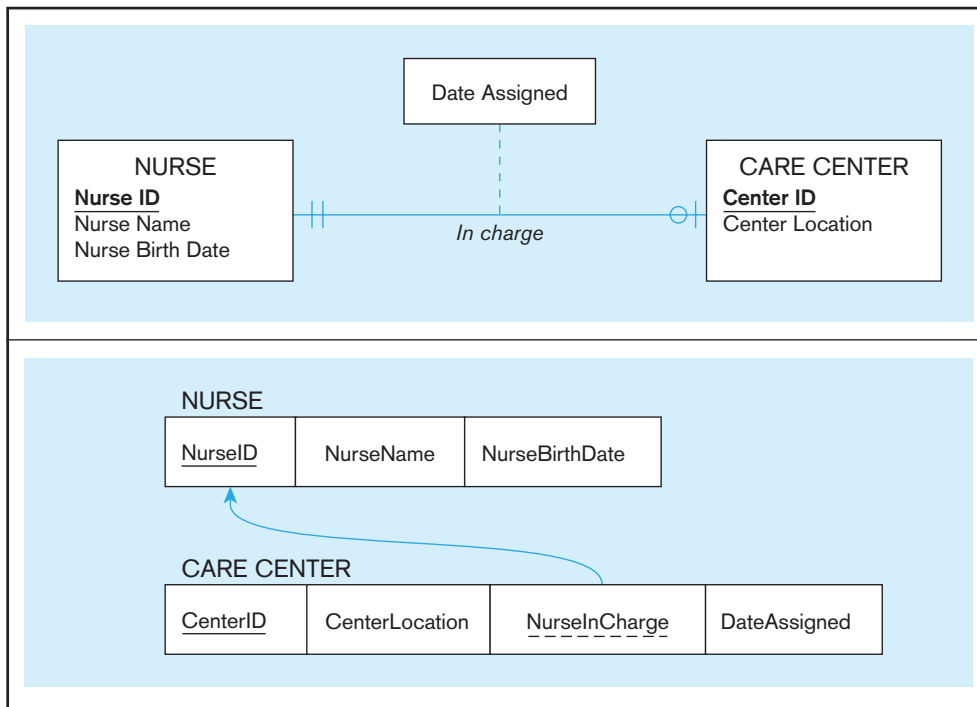 Date Assigned
NURSE
Nurse ID
Nurse Name
Nurse Birth Date
In charge
CARE CENTER
Center ID
Center Location
NURSE
NurseID NurseName NurseBirthDate
CARE CENTER
CenterID CenterLocation NurseInCharge DateAssigned